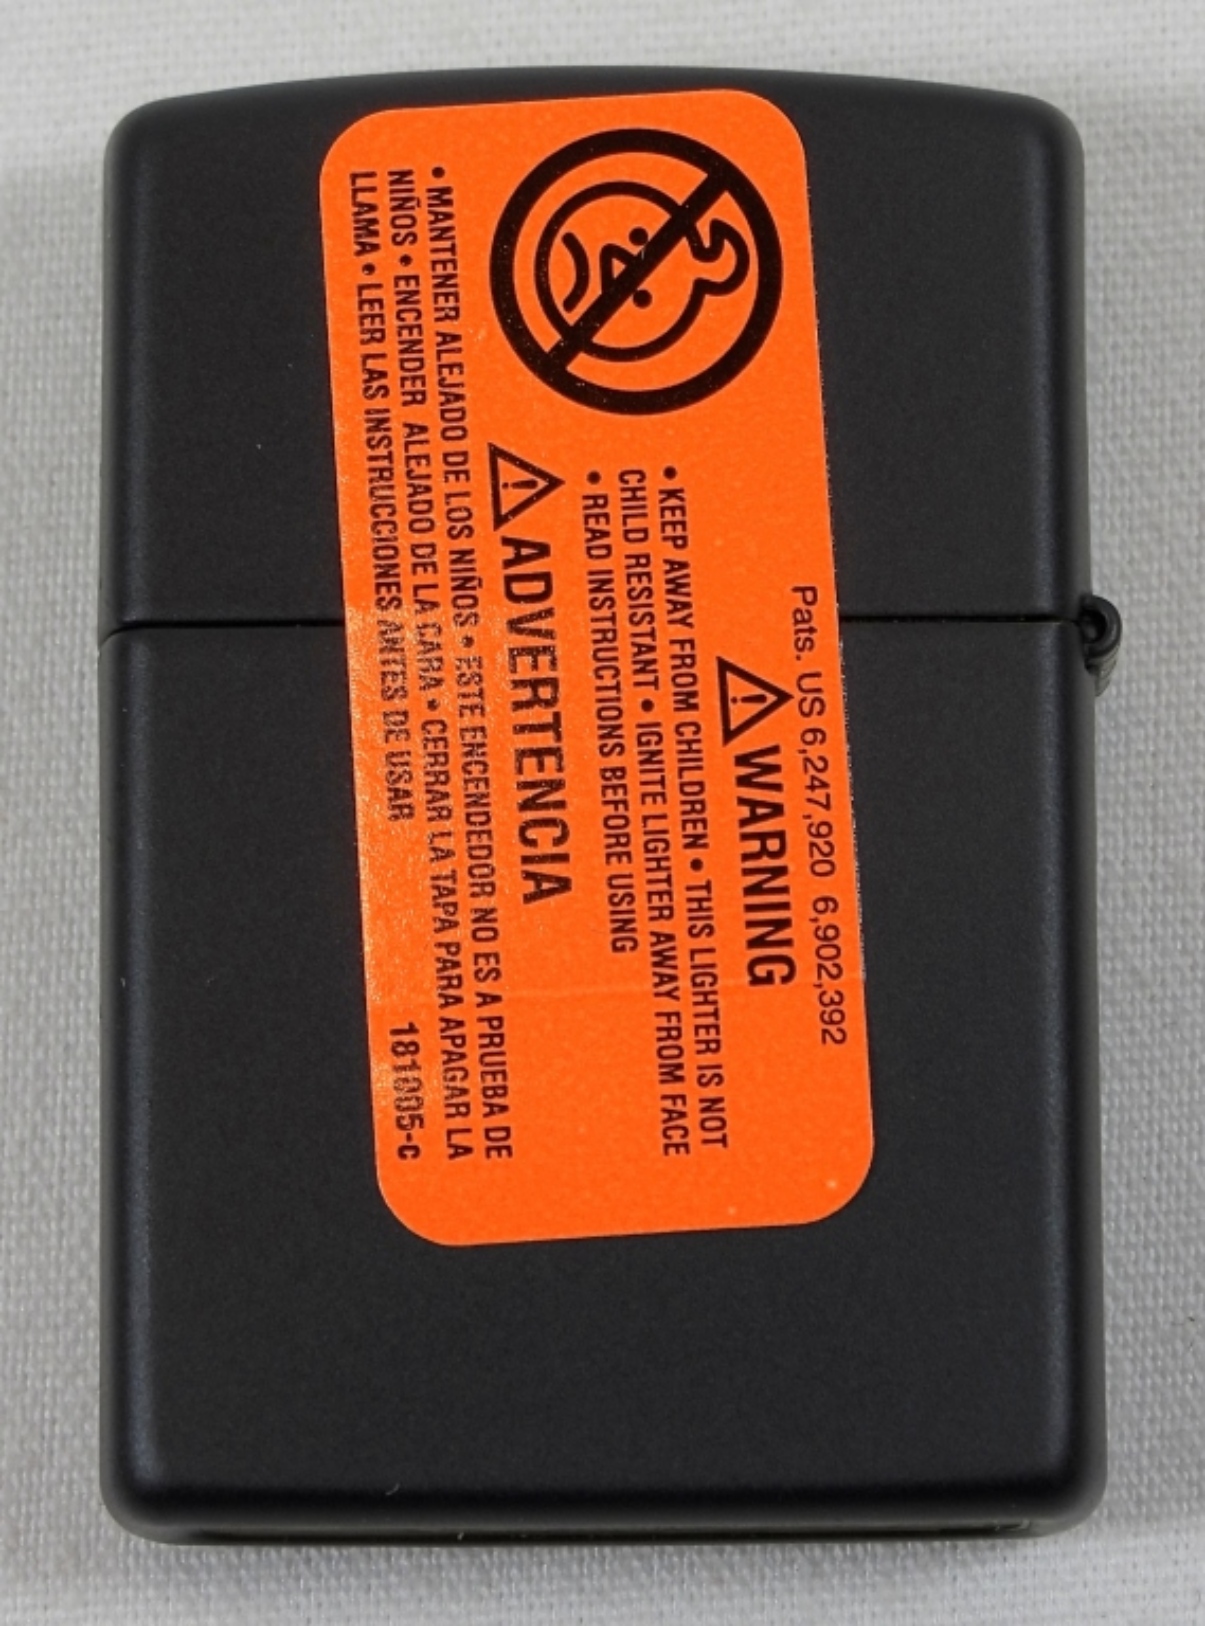 Pats. US 6,247,920 6,902,392
WARNING
• KEEP AWAY FROM CHILDREN • THIS LIGHTER IS NOT
CHILD RESISTANT • IGNITE LIGHTER AWAY FROM FACE
• READ INSTRUCTIONS BEFORE USING
ADVERTENCIA
• MANTENER ALEJADO DE LOS NIÑOS • ESTE ENCENDEDOR NO ES A PRUEBA DE
NIÑOS • ENCENDER ALEJADO DE LA CARA • CERRAR LA TAPA PARA APAGAR LA
LLAMA • LEER LAS INSTRUCCIONES ANTES DE USAR 181005-c